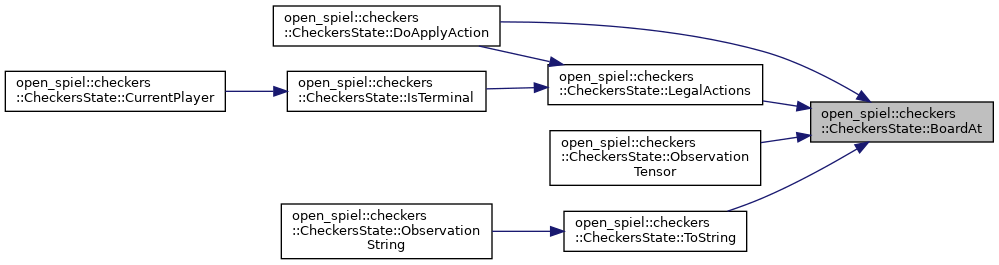 open_spiel::checkers
::CheckersState::DoApplyAction
open_spiel::checkers
::CheckersState::CurrentPlayer
open_spiel::checkers
::CheckersState::IsTerminal
open_spiel::checkers
::CheckersState::LegalActions
open_spiel::checkers
::CheckersState::BoardAt
open_spiel::checkers
::CheckersState::Observation
Tensor
open_spiel::checkers
::CheckersState::Observation
String
open_spiel::checkers
::CheckersState::ToString